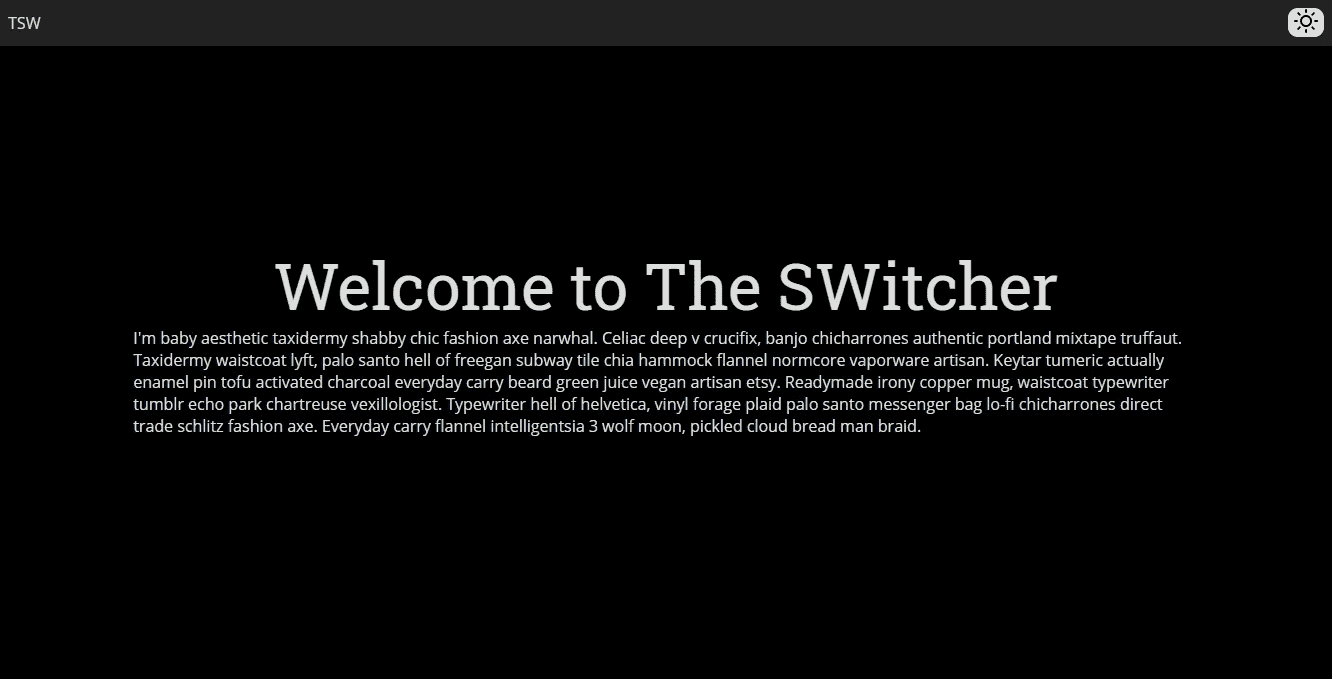 TSW
Welcome to The SWitcher
I'm baby aesthetic taxidermy shabby chic fashion axe narwhal. Celiac deep v crucifix, banjo chicharrones authentic portland mixtape truffaut.
Taxidermy waistcoat lyft, palo santo hell of freegan subway tile chia hammock flannel normcore vaporware artisan. Keytar tumeric actually
enamel pin tofu activated charcoal everyday carry beard green juice vegan artisan etsy. Readymade irony copper mug, waistcoat typewriter
tumblr echo park chartreuse vexillologist. Typewriter hell of helvetica, vinyl forage plaid palo santo messenger bag lo-fi chicharrones direct
trade schlitz fashion axe. Everyday carry flannel intelligentsia 3 wolf moon, pickled cloud bread man braid.